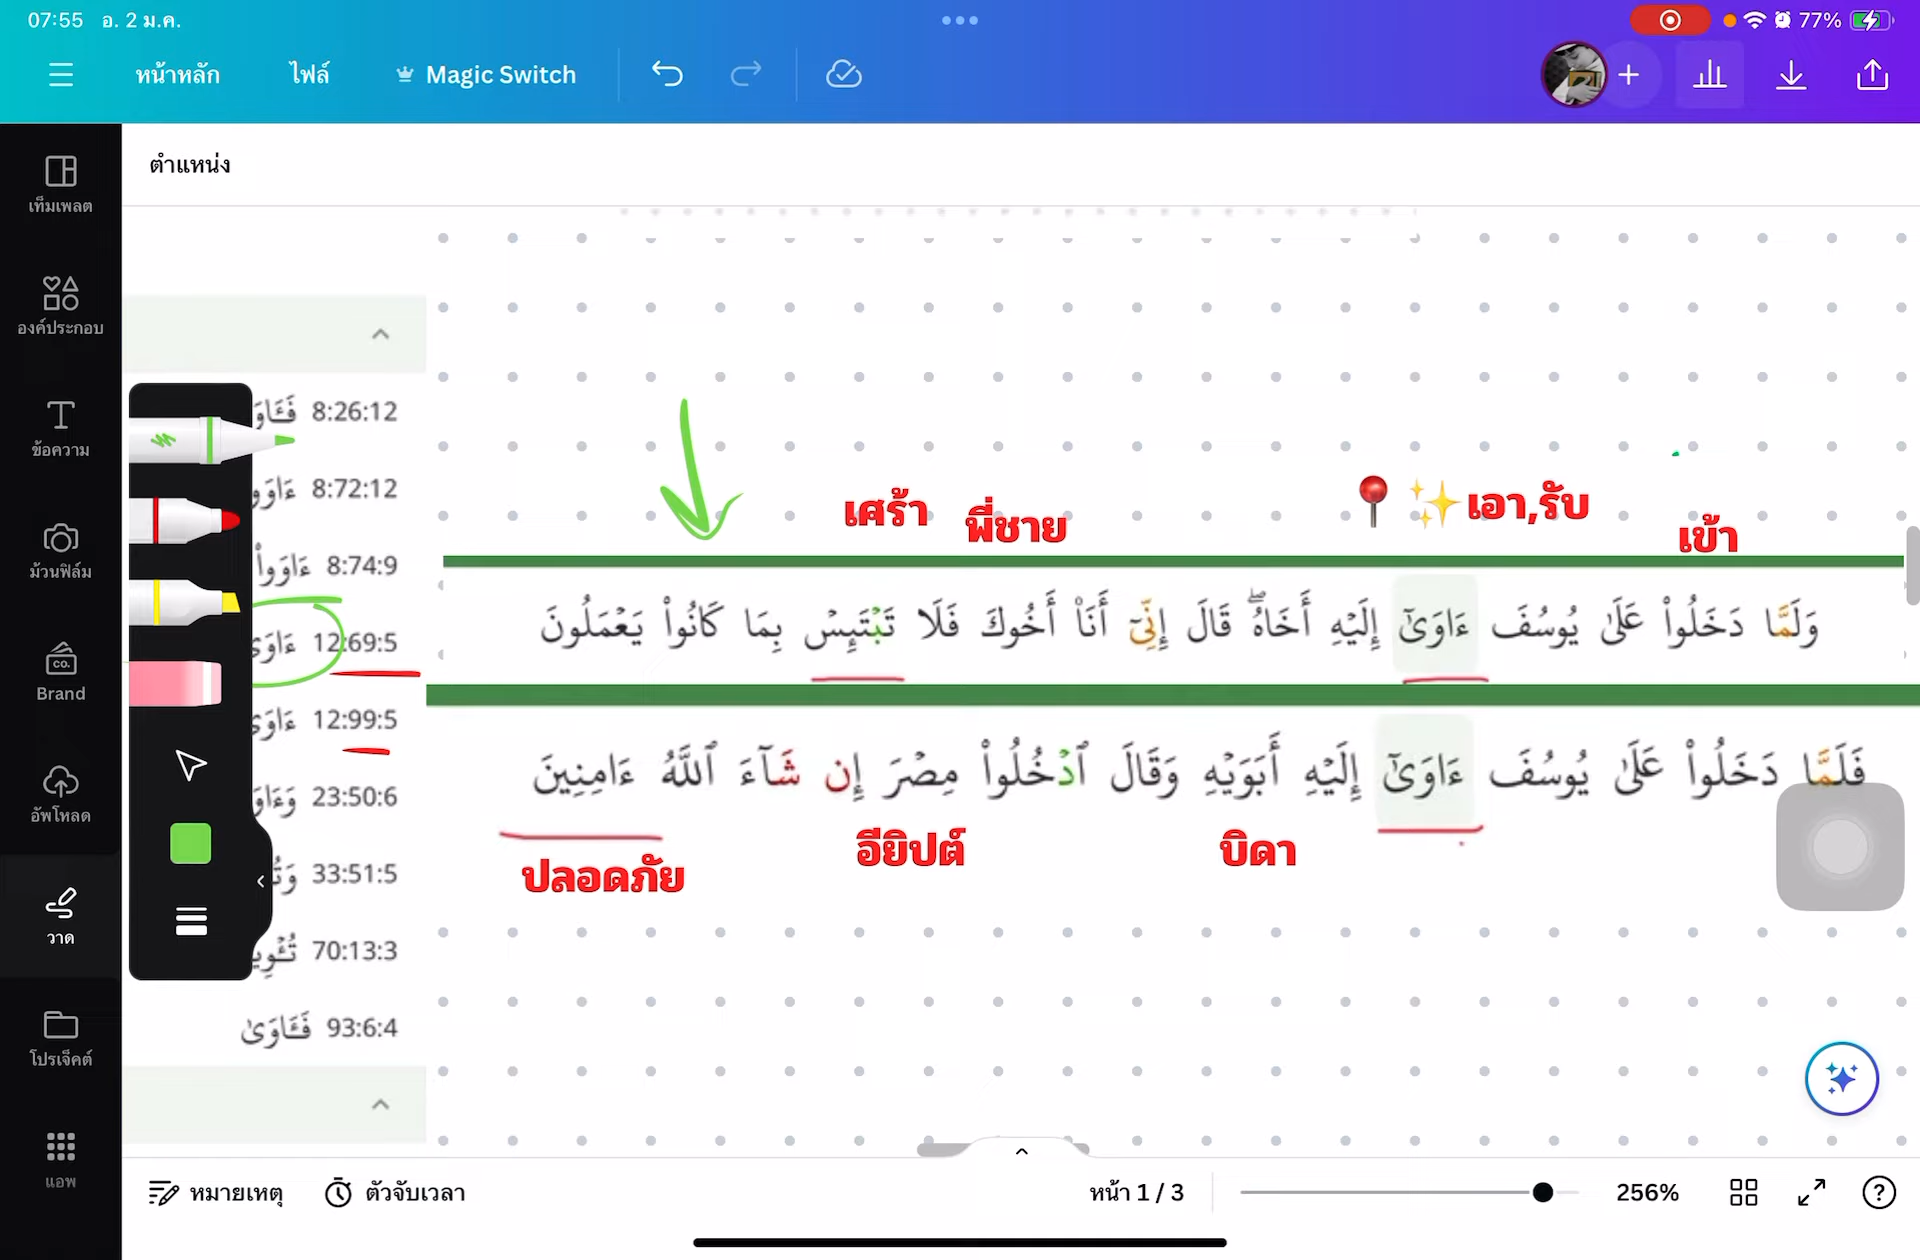 07:55 อ. 2 ม.ค.
77%
หน้าหลัก ไฟล์ Magic Switch
ตำแหน่ง
เท็มเพลต
องค์ประกอบ
ข้อความ
ม้วนฟิล์ม
CO.
Brand
อัพโหลด
วาด
โปรเจ็คต์
แอพ
8:26:12
8:72:12
ءَاوَوا۟ 8:74:9
ءَاوَىٰٓ 12:69:5
ءَاوَىٰٓ 12:99:5
23:50:6
33:51:5
70:13:3
فَـَٔاوَىٰ 93:6:4
เศร้า พี่ชาย 📍 ✨เอา,รับ เข้า
وَلَمَّا دَخَلُوا۟ عَلَىٰ يُوسُفَ ءَاوَىٰٓ إِلَيْهِ أَخَاهُ ۖ قَالَ إِنِّىٓ أَنَا۠ أَخُوكَ فَلَا تَبْتَئِسْ بِمَا كَانُوا۟ يَعْمَلُونَ
فَلَمَّا دَخَلُوا۟ عَلَىٰ يُوسُفَ ءَاوَىٰٓ إِلَيْهِ أَبَوَيْهِ وَقَالَ ٱدْخُلُوا۟ مِصْرَ إِن شَآءَ ٱللَّهُ ءَامِنِينَ
ปลอดภัย อียิปต์ บิดา
หมายเหตุ ตัวจับเวลา หน้า 1 / 3 256% ?